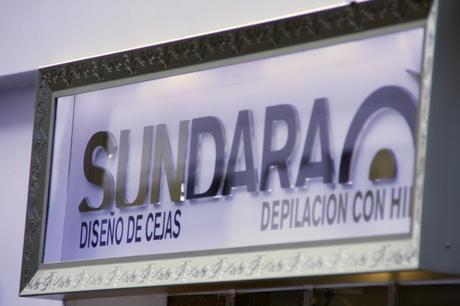 SUNDARA
DISEÑO DE CEJAS
DEPILACION CON HI